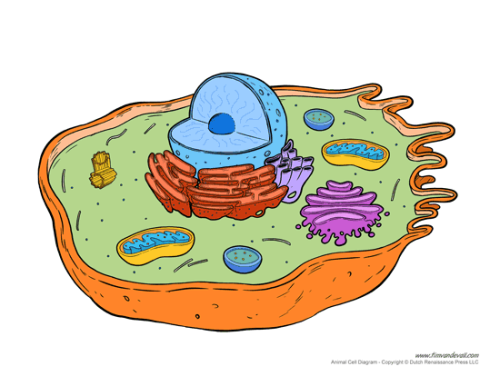 www.Timvandevall.com
Animal Cell Diagram - Copyright © Dutch Renaissance Press LLC